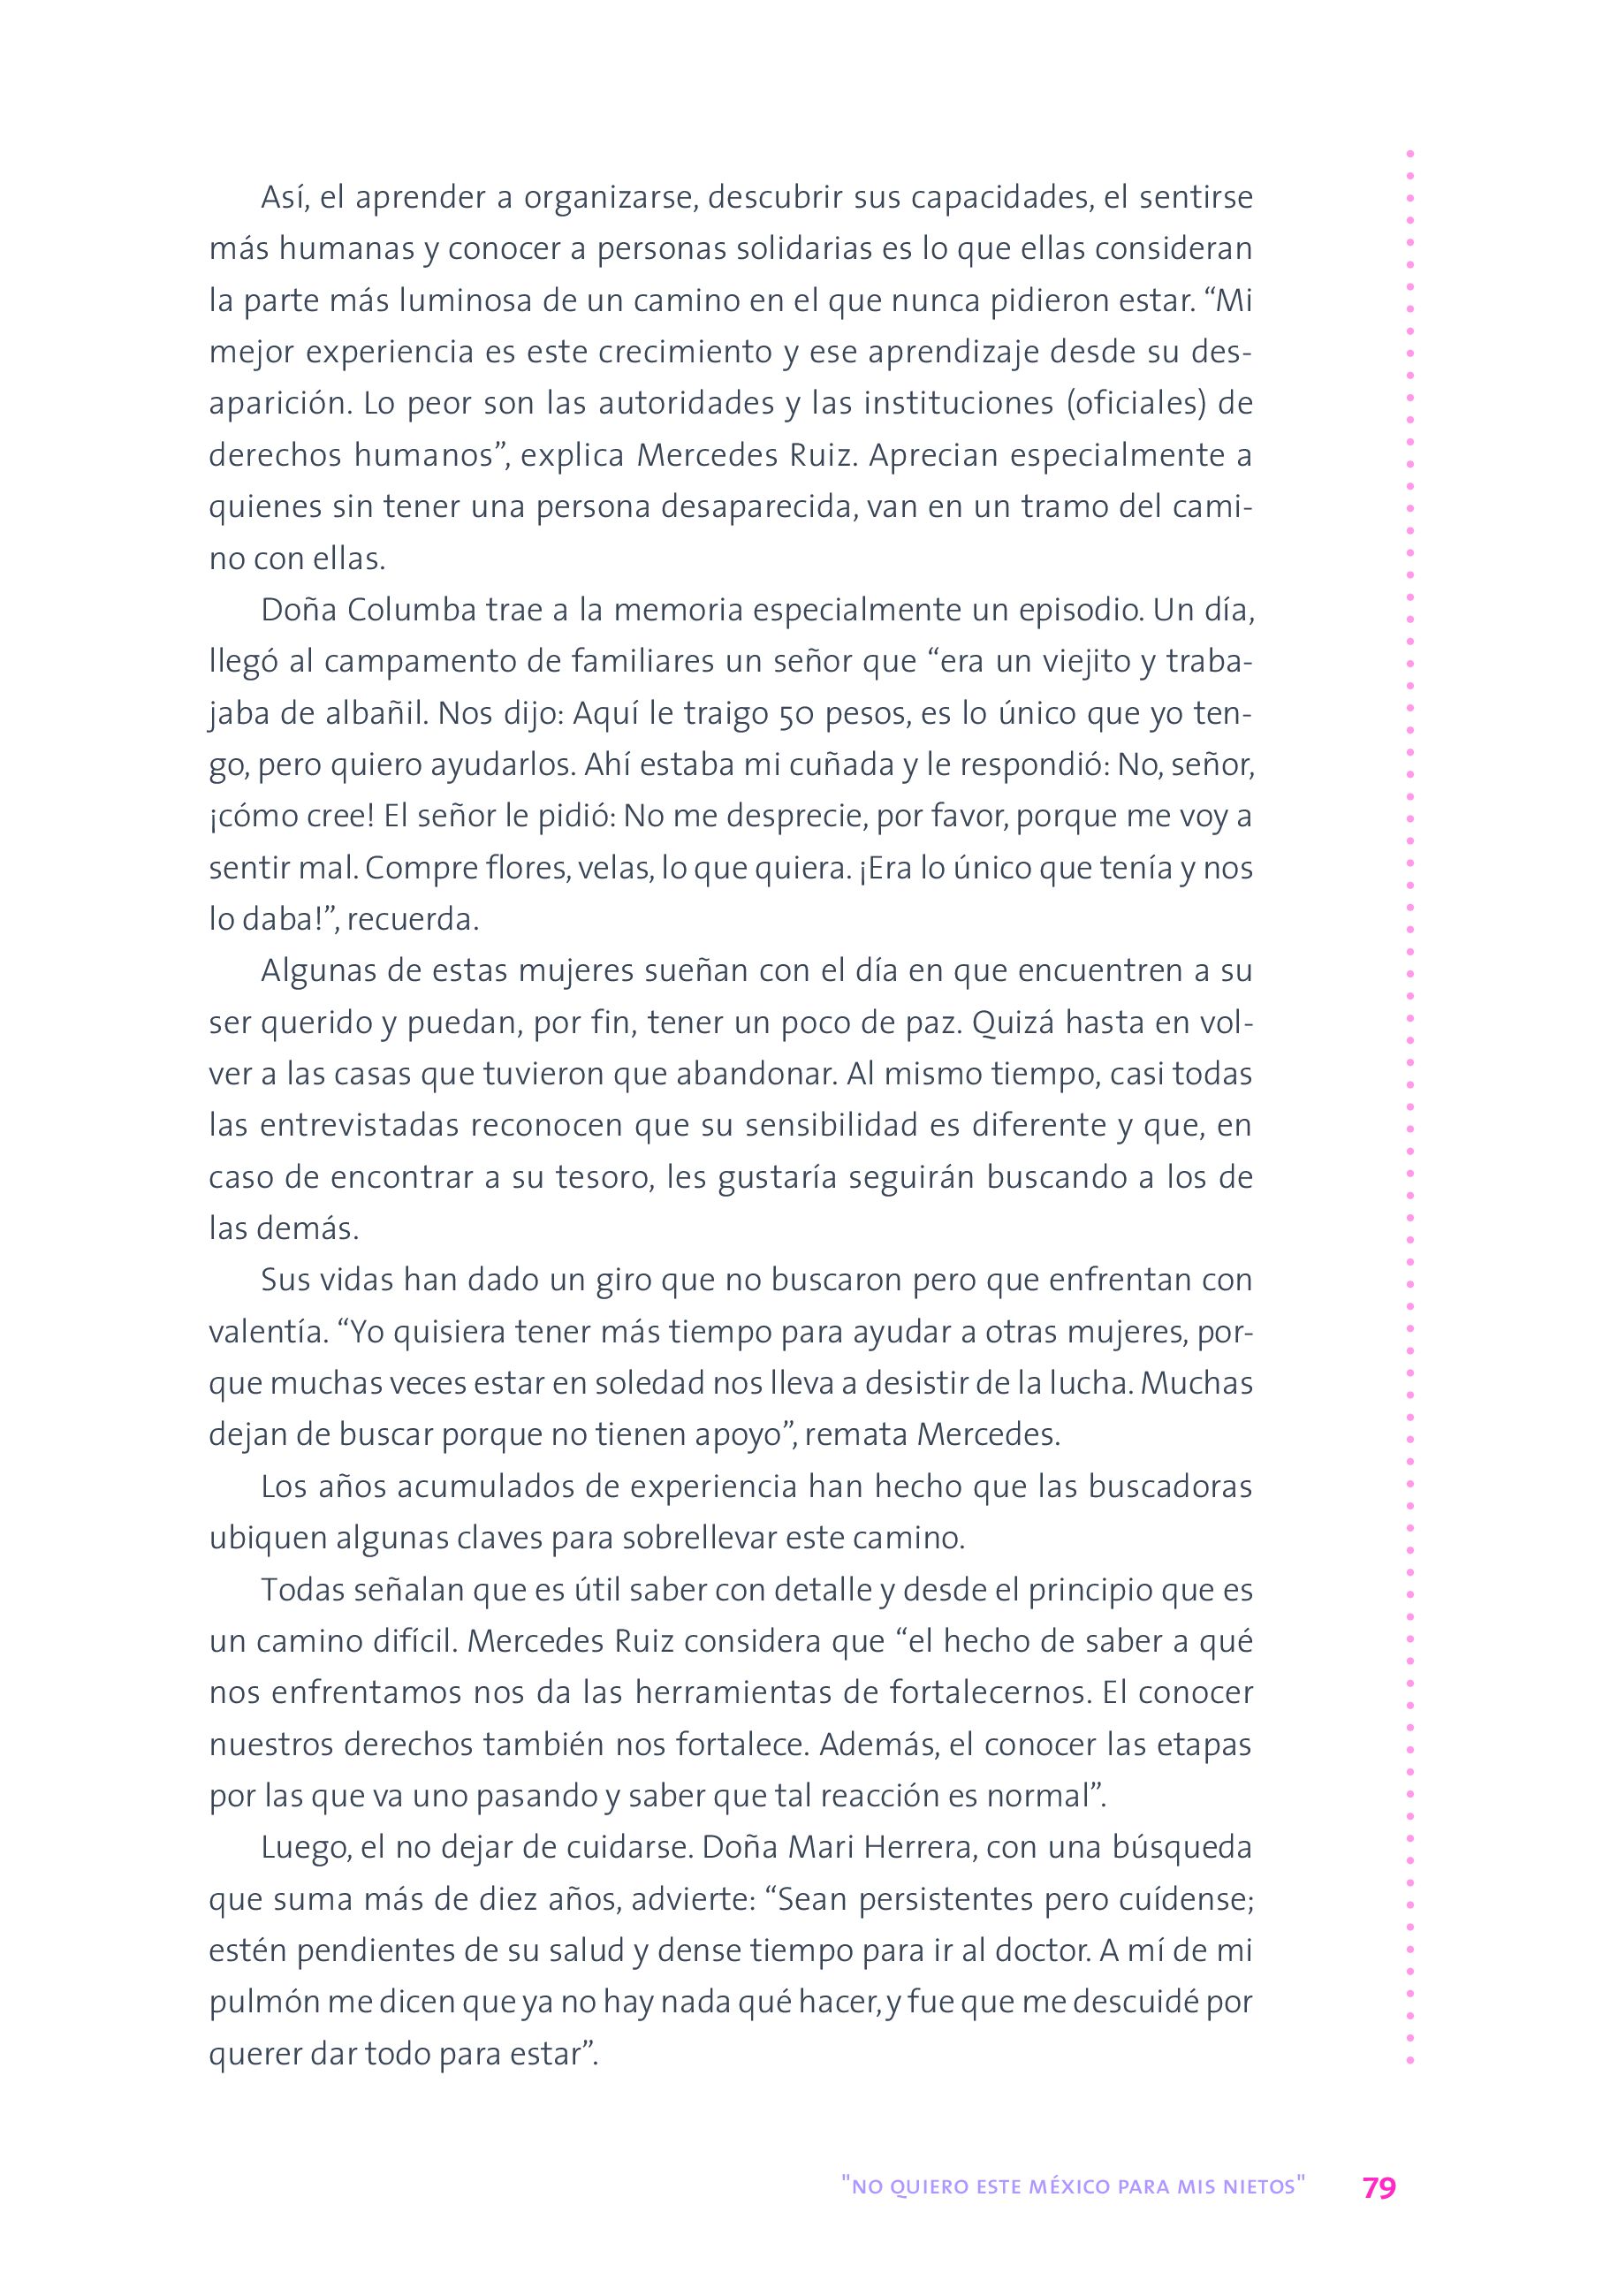 Así, el aprender a organizarse, descubrir sus capacidades, el sentirse
más humanas y conocer a personas solidarias es lo que ellas consideran
la parte más luminosa de un camino en el que nunca pidieron estar. “Mi
mejor experiencia es este crecimiento y ese aprendizaje desde su des-
aparición. Lo peor son las autoridades y las instituciones (oficiales) de
derechos humanos”, explica Mercedes Ruiz. Aprecian especialmente a
quienes sin tener una persona desaparecida, van en un tramo del cami-
no con ellas.
Doña Columba trae a la memoria especialmente un episodio. Un día,
llegó al campamento de familiares un señor que “era un viejito y traba-
jaba de albañil. Nos dijo: Aquí le traigo 50 pesos, es lo único que yo ten-
go, pero quiero ayudarlos. Ahí estaba mi cuñada y le respondió: No, señor,
¡cómo cree! El señor le pidió: No me desprecie, por favor, porque me voy a
sentir mal. Compre flores, velas, lo que quiera. ¡Era lo único que tenía y nos
lo daba!”, recuerda.
Algunas de estas mujeres sueñan con el día en que encuentren a su
ser querido y puedan, por fin, tener un poco de paz. Quizá hasta en vol-
ver a las casas que tuvieron que abandonar. Al mismo tiempo, casi todas
las entrevistadas reconocen que su sensibilidad es diferente y que, en
caso de encontrar a su tesoro, les gustaría seguirán buscando a los de
las demás.
Sus vidas han dado un giro que no buscaron pero que enfrentan con
valentía. “Yo quisiera tener más tiempo para ayudar a otras mujeres, por-
que muchas veces estar en soledad nos lleva a desistir de la lucha. Muchas
dejan de buscar porque no tienen apoyo”, remata Mercedes.
Los años acumulados de experiencia han hecho que las buscadoras
ubiquen algunas claves para sobrellevar este camino.
Todas señalan que es útil saber con detalle y desde el principio que es
un camino difícil. Mercedes Ruiz considera que “el hecho de saber a qué
nos enfrentamos nos da las herramientas de fortalecernos. El conocer
nuestros derechos también nos fortalece. Además, el conocer las etapas
por las que va uno pasando y saber que tal reacción es normal”.
Luego, el no dejar de cuidarse. Doña Mari Herrera, con una búsqueda
que suma más de diez años, advierte: “Sean persistentes pero cuídense;
estén pendientes de su salud y dense tiempo para ir al doctor. A mí de mi
pulmón me dicen que ya no hay nada qué hacer, y fue que me descuidé por
querer dar todo para estar”.
"NO QUIERO ESTE MÉXICO PARA MIS NIETOS" 79